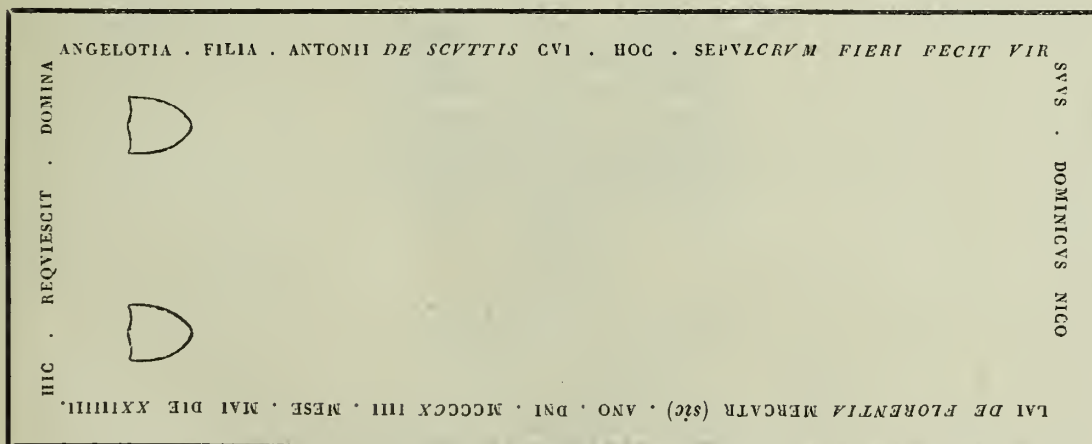 HIC . REQVIESCIT . DOMINA
ANGELOTIA . FILIA . ANTONII DE SCVTTIS CVI . HOC . SEPVLCRVM FIERI FECIT VIR
SVVS . DOMINICVS NICO
LAI DE FLORENTIA MERCATR (sic) . ANO . DNI . MCCCCX IIII . MESE . MAI DIE XXIIIIII.